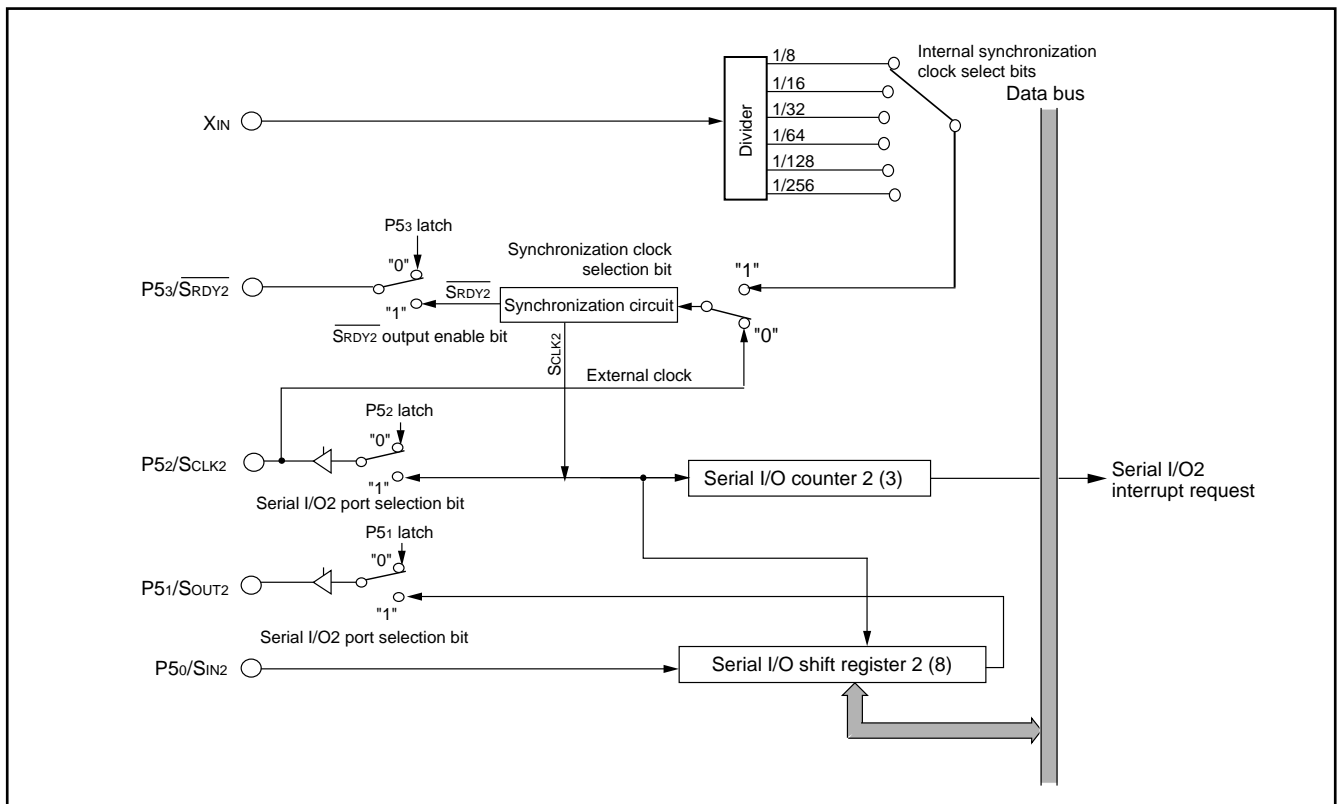 Internal synchronization
clock select bits
Data bus
XIN
Divider
1/8
1/16
1/32
1/64
1/128
1/256
P53 latch
"0"
P53/SRDY2
"1"
SRDY2
SRDY2 output enable bit
Synchronization clock
selection bit
Synchronization circuit
"1"
"0"
SCLK2
External clock
P52 latch
"0"
P52/SCLK2
"1"
Serial I/O2 port selection bit
Serial I/O counter 2 (3)
Serial I/O2
interrupt request
P51 latch
"0"
P51/SOUT2
"1"
Serial I/O2 port selection bit
P50/SIN2
Serial I/O shift register 2 (8)